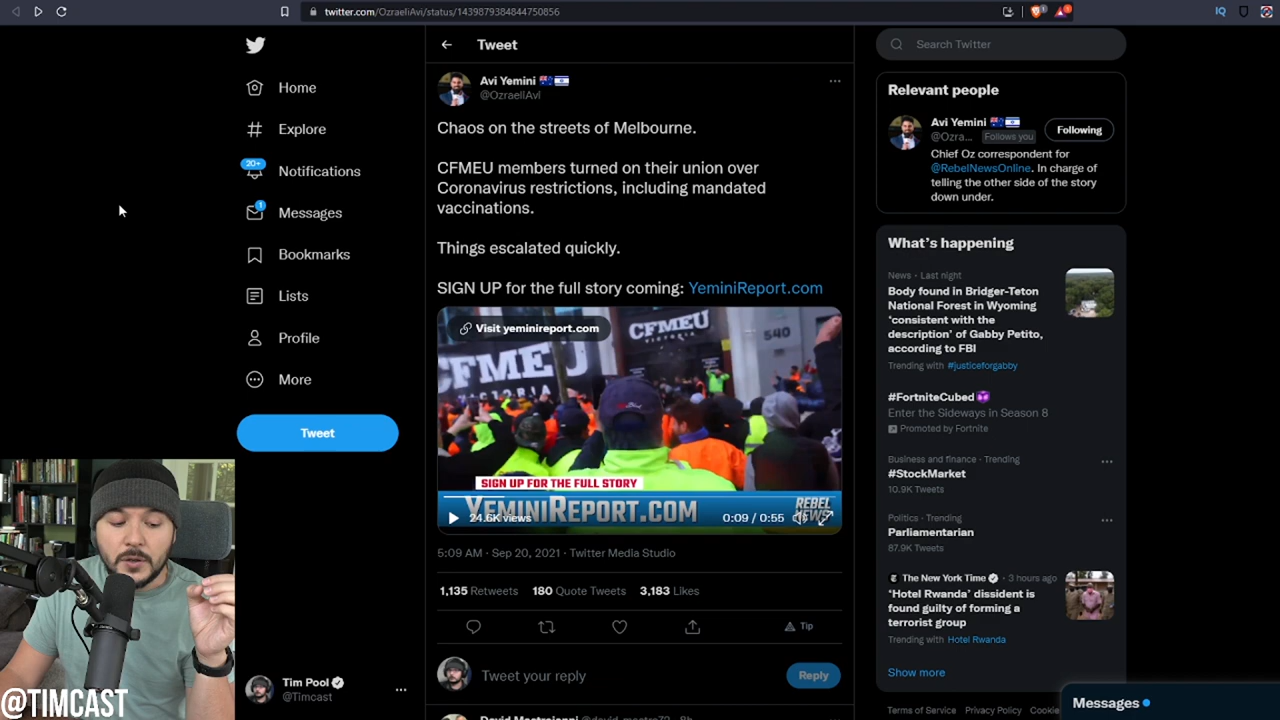 twitter.com/OzraeliAvi/status/1439879384844750856
IQ
Home
Explore
20+
Notifications
1
Messages
Bookmarks
Lists
Profile
More
Tweet
Tim Pool
@Timcast
@TIMCAST
Tweet
Avi Yemini
@OzraeliAvi
Chaos on the streets of Melbourne.
CFMEU members turned on their union over
Coronavirus restrictions, including mandated
vaccinations.
Things escalated quickly.
SIGN UP for the full story coming: YeminiReport.com
Visit yeminireport.com
CFMEU
VICTORIA
540
CFMEU
VICTORIA
SIGN UP FOR THE FULL STORY
YEMINIREPORT.COM
REBEL
NEWS
24.6K views
0:09 / 0:55
5:09 AM · Sep 20, 2021 · Twitter Media Studio
1,135 Retweets 180 Quote Tweets 3,183 Likes
Tip
Tweet your reply
Reply
Search Twitter
Relevant people
Avi Yemini
@Ozra... Follows you
Following
Chief Oz correspondent for
@RebelNewsOnline. In charge of
telling the other side of the story
down under.
What's happening
News · Last night
Body found in Bridger-Teton
National Forest in Wyoming
'consistent with the
description' of Gabby Petito,
according to FBI
Trending with #justiceforgabby
#FortniteCubed
Enter the Sideways in Season 8
Promoted by Fortnite
Business and finance · Trending
#StockMarket
10.9K Tweets
Politics · Trending
Parliamentarian
87.9K Tweets
The New York Time · 3 hours ago
'Hotel Rwanda' dissident is
found guilty of forming a
terrorist group
Trending with Hotel Rwanda
Show more
Terms of Service Privacy Policy Cookie
Messages